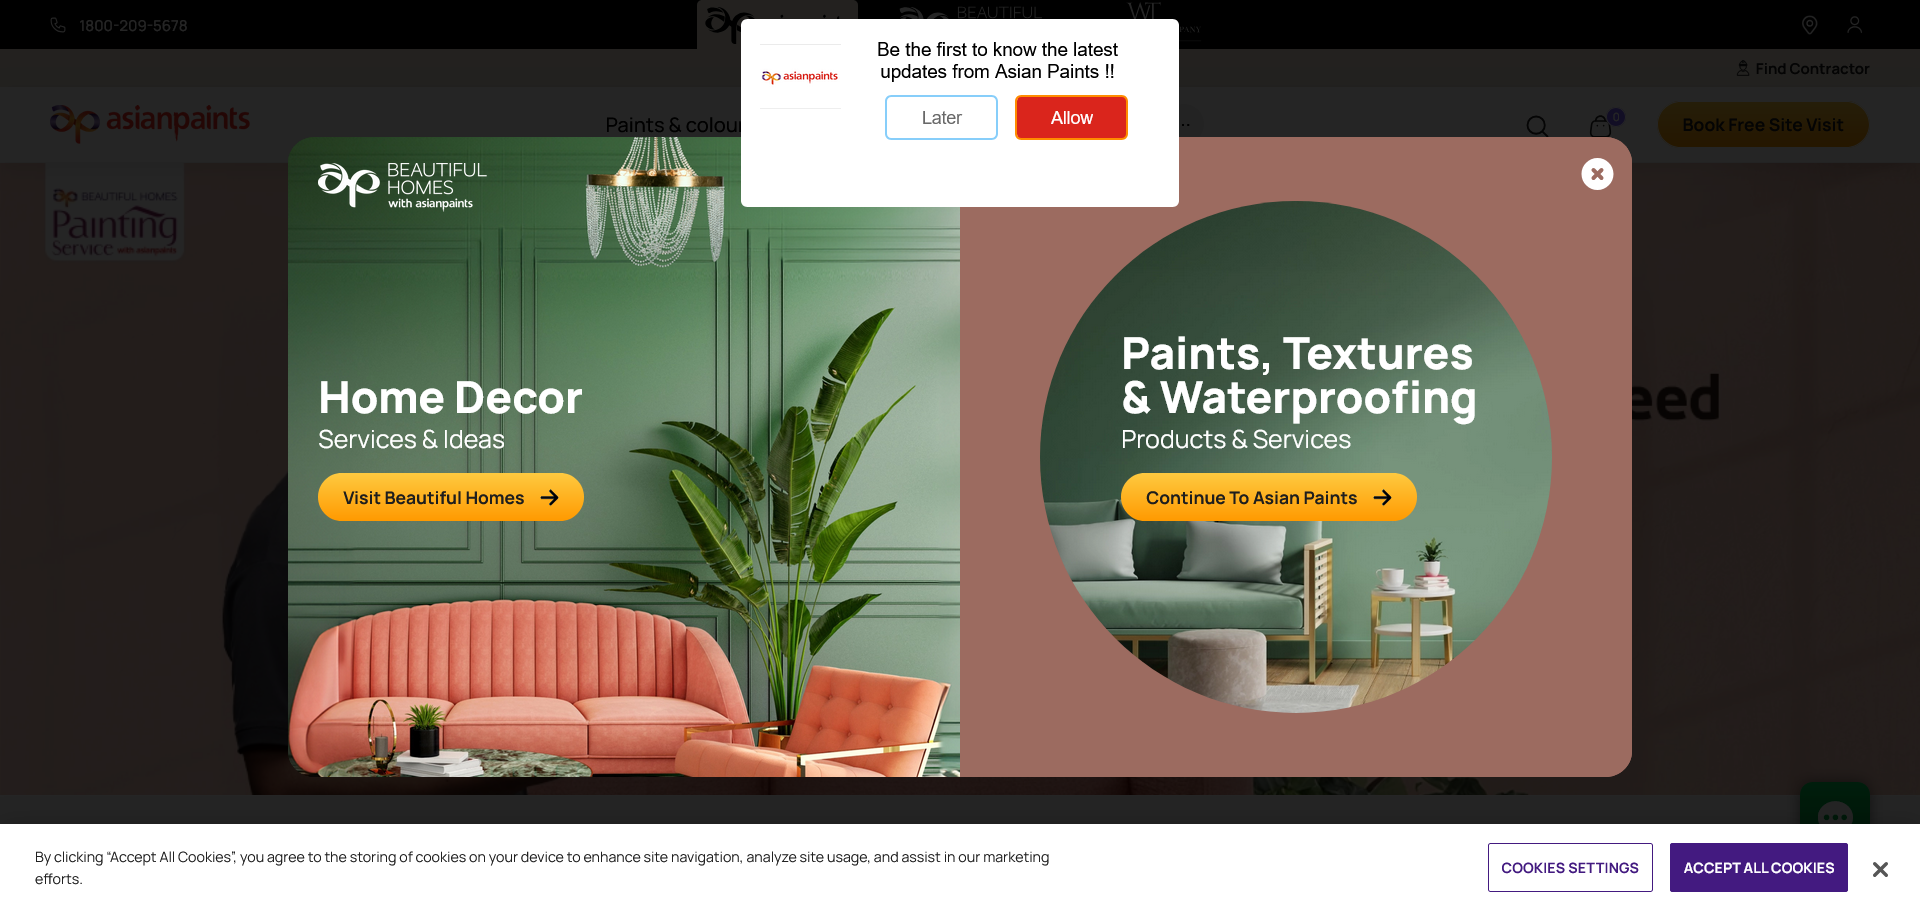 1800-209-5678
BEAUTIFUL
Find Contractor
asianpaints
Paints & colou
0
Book Free Site Visit
Be the first to know the latest
updates from Asian Paints !!
asianpaints
Later
Allow
BEAUTIFUL HOMES
Painting
Service with asianpaints
BEAUTIFUL
HOMES
with asianpaints
Home Decor
Services & Ideas
Visit Beautiful Homes
Paints, Textures
& Waterproofing
Products & Services
Continue To Asian Paints
eed
By clicking “Accept All Cookies”, you agree to the storing of cookies on your device to enhance site navigation, analyze site usage, and assist in our marketing
efforts.
COOKIES SETTINGS
ACCEPT ALL COOKIES